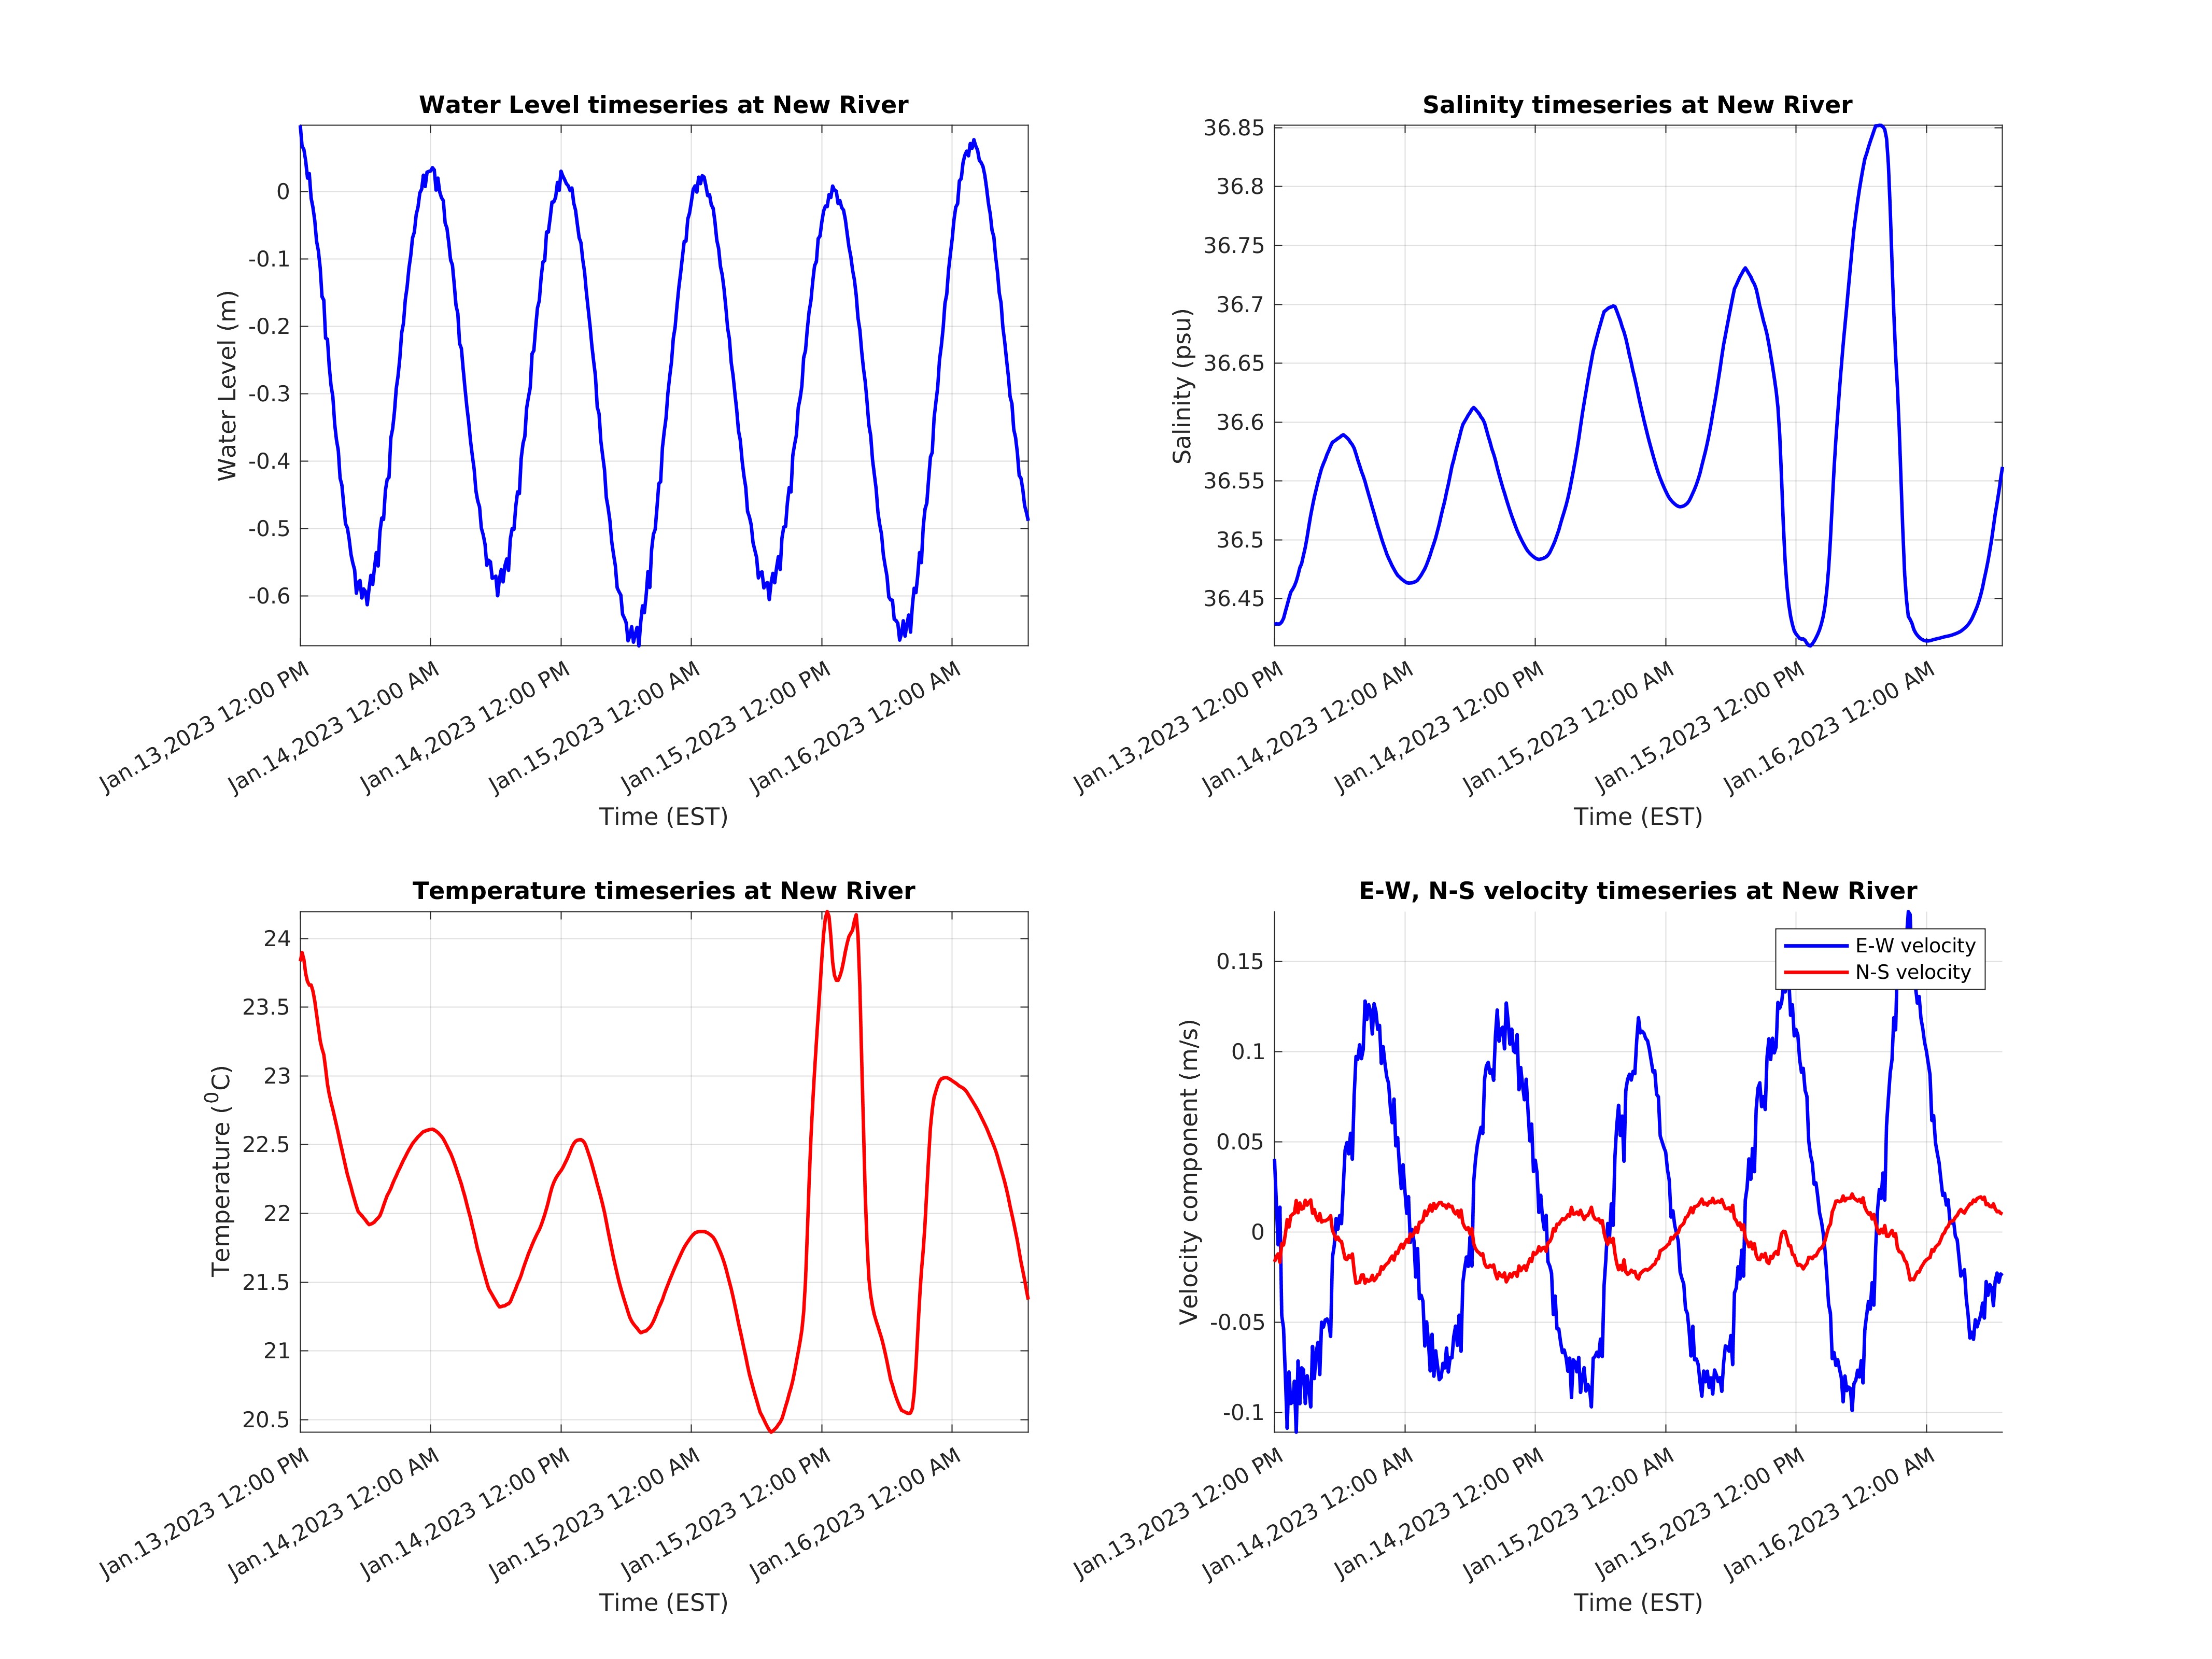 Water Level timeseries at New River
Water Level (m)
0
-0.1
-0.2
-0.3
-0.4
-0.5
-0.6
Jan.13,2023 12:00 PM
Jan.14,2023 12:00 AM
Jan.14,2023 12:00 PM
Jan.15,2023 12:00 AM
Jan.15,2023 12:00 PM
Jan.16,2023 12:00 AM
Time (EST)
Salinity timeseries at New River
Salinity (psu)
36.85
36.8
36.75
36.7
36.65
36.6
36.55
36.5
36.45
Jan.13,2023 12:00 PM
Jan.14,2023 12:00 AM
Jan.14,2023 12:00 PM
Jan.15,2023 12:00 AM
Jan.15,2023 12:00 PM
Jan.16,2023 12:00 AM
Time (EST)
Temperature timeseries at New River
Temperature (⁰C)
24
23.5
23
22.5
22
21.5
21
20.5
Jan.13,2023 12:00 PM
Jan.14,2023 12:00 AM
Jan.14,2023 12:00 PM
Jan.15,2023 12:00 AM
Jan.15,2023 12:00 PM
Jan.16,2023 12:00 AM
Time (EST)
E-W, N-S velocity timeseries at New River
Velocity component (m/s)
0.15
0.1
0.05
0
-0.05
-0.1
E-W velocity
N-S velocity
Jan.13,2023 12:00 PM
Jan.14,2023 12:00 AM
Jan.14,2023 12:00 PM
Jan.15,2023 12:00 AM
Jan.15,2023 12:00 PM
Jan.16,2023 12:00 AM
Time (EST)